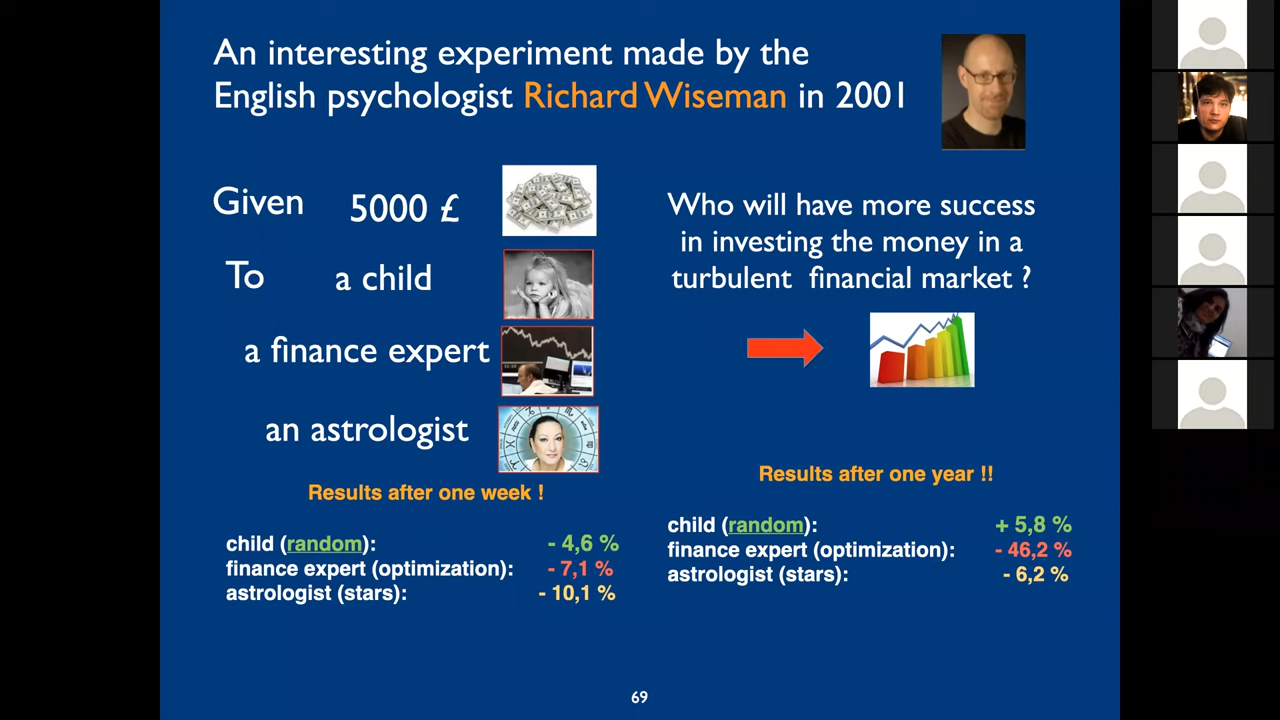 An interesting experiment made by the
English psychologist Richard Wiseman in 2001
Given 5000 £
To a child
a finance expert
an astrologist
Who will have more success
in investing the money in a
turbulent financial market ?
Results after one week !
child (random): - 4,6 %
finance expert (optimization): - 7,1 %
astrologist (stars): - 10,1 %
Results after one year !!
child (random): + 5,8 %
finance expert (optimization): - 46,2 %
astrologist (stars): - 6,2 %
69